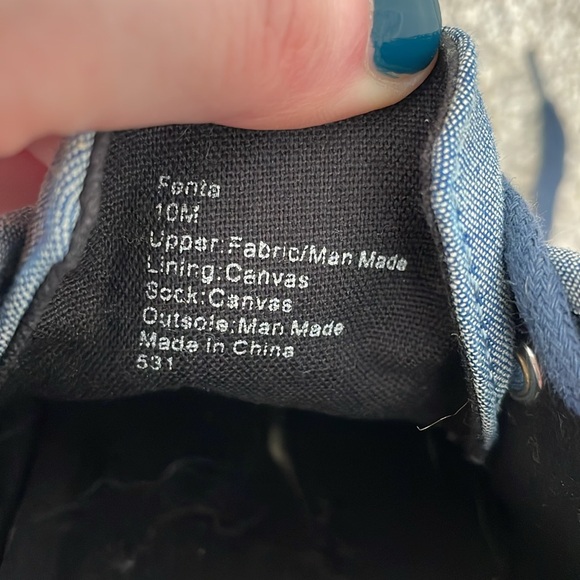 Fenta
10M
Upper:Fabric/Man Made
Lining:Canvas
Sock:Canvas
Outsole:Man Made
Made in China
531